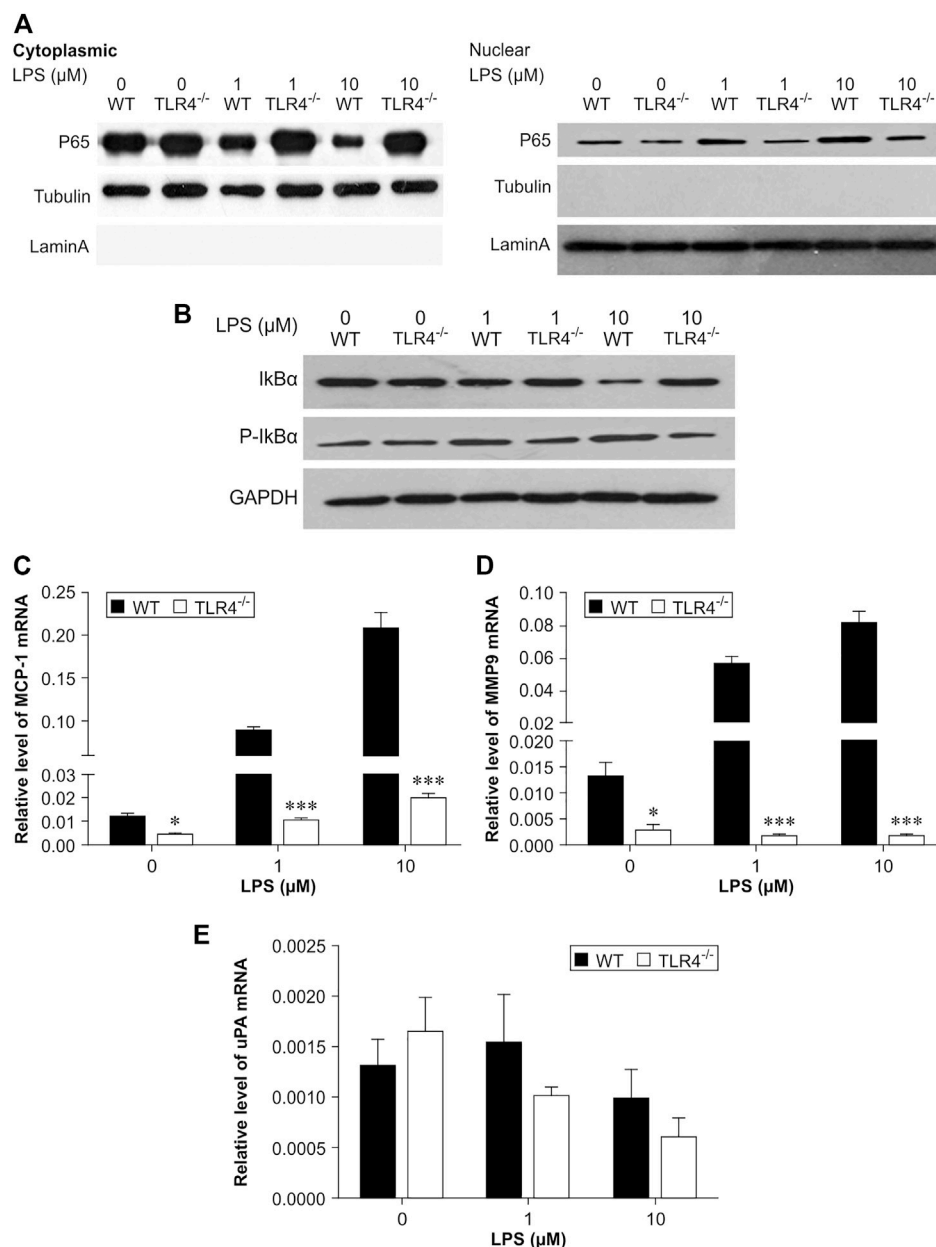 A
Cytoplasmic
LPS (µM) 0 0 1 1 10 10
WT TLR4-/- WT TLR4-/- WT TLR4-/-
P65
Tubulin
LaminA
Nuclear
LPS (µM) 0 0 1 1 10 10
WT TLR4-/- WT TLR4-/- WT TLR4-/-
P65
Tubulin
LaminA
B
LPS (µM) 0 0 1 1 10 10
WT TLR4-/- WT TLR4-/- WT TLR4-/-
IkBα
P-IkBα
GAPDH
C
Relative level of MCP-1 mRNA
0.25
0.20
0.15
0.10
0.03
0.02
0.01
0.00
WT TLR4-/-
* *** ***
0 1 10
LPS (µM)
D
Relative level of MMP9 mRNA
0.10
0.08
0.06
0.04
0.02
0.020
0.015
0.010
0.005
0.000
WT TLR4-/-
* *** ***
0 1 10
LPS (µM)
E
Relative level of uPA mRNA
0.0025
0.0020
0.0015
0.0010
0.0005
0.0000
WT TLR4-/-
0 1 10
LPS (µM)